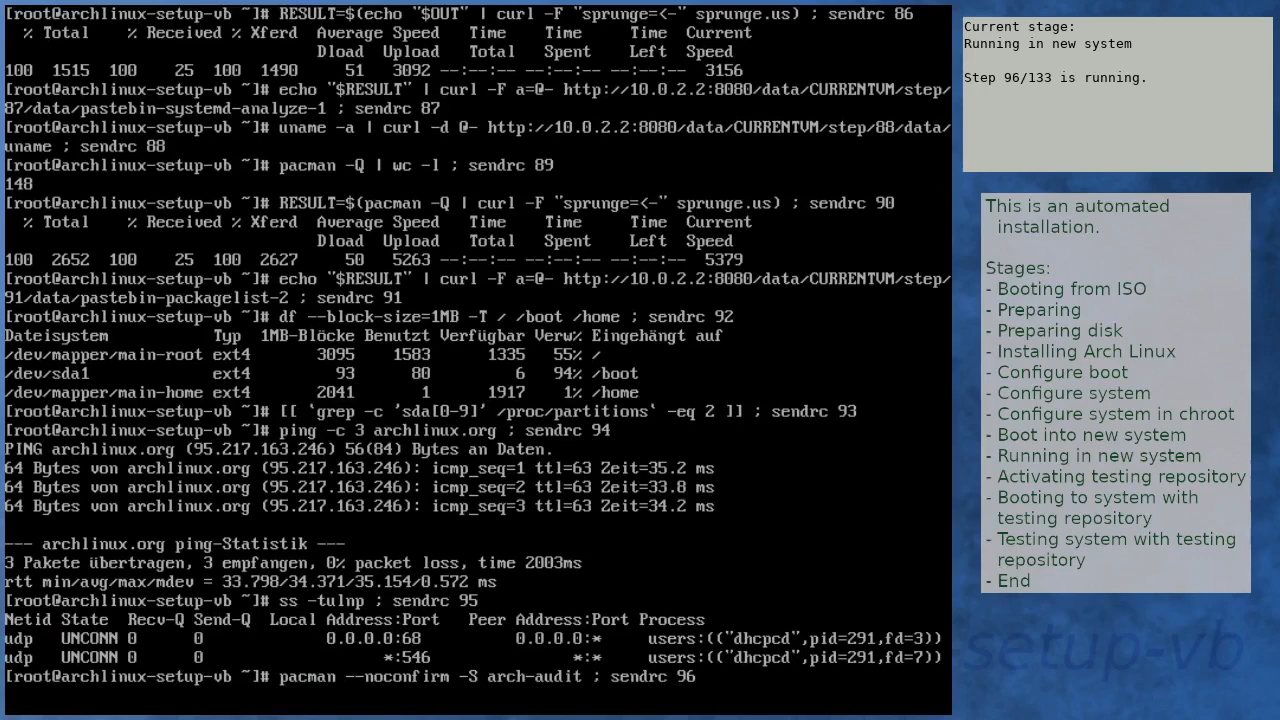 [root@archlinux-setup-vb ~]# RESULT=$(echo "$OUT" | curl -F "sprunge=<-" sprunge.us) ; sendrc 86
  % Total    % Received % Xferd  Average Speed   Time    Time     Time  Current
                                 Dload  Upload   Total   Spent    Left  Speed
100  1515  100    25  100  1490     51   3092 --:--:-- --:--:-- --:--:--  3156
[root@archlinux-setup-vb ~]# echo "$RESULT" | curl -F a=@- http://10.0.2.2:8080/data/CURRENTVM/step/
87/data/pastebin-systemd-analyze-1 ; sendrc 87
[root@archlinux-setup-vb ~]# uname -a | curl -d @- http://10.0.2.2:8080/data/CURRENTVM/step/88/data/
uname ; sendrc 88
[root@archlinux-setup-vb ~]# pacman -Q | wc -l ; sendrc 89
148
[root@archlinux-setup-vb ~]# RESULT=$(pacman -Q | curl -F "sprunge=<-" sprunge.us) ; sendrc 90
  % Total    % Received % Xferd  Average Speed   Time    Time     Time  Current
                                 Dload  Upload   Total   Spent    Left  Speed
100  2652  100    25  100  2627     50   5263 --:--:-- --:--:-- --:--:--  5379
[root@archlinux-setup-vb ~]# echo "$RESULT" | curl -F a=@- http://10.0.2.2:8080/data/CURRENTVM/step/
91/data/pastebin-packagelist-2 ; sendrc 91
[root@archlinux-setup-vb ~]# df --block-size=1MB -T / /boot /home ; sendrc 92
Dateisystem           Typ  1MB-Blöcke Benutzt Verfügbar Verw% Eingehängt auf
/dev/mapper/main-root ext4       3095    1583      1335   55% /
/dev/sda1             ext4         93      80         6   94% /boot
/dev/mapper/main-home ext4       2041       1      1917    1% /home
[root@archlinux-setup-vb ~]# [[ `grep -c 'sda[0-9]' /proc/partitions` -eq 2 ]] ; sendrc 93
[root@archlinux-setup-vb ~]# ping -c 3 archlinux.org ; sendrc 94
PING archlinux.org (95.217.163.246) 56(84) Bytes an Daten.
64 Bytes von archlinux.org (95.217.163.246): icmp_seq=1 ttl=63 Zeit=35.2 ms
64 Bytes von archlinux.org (95.217.163.246): icmp_seq=2 ttl=63 Zeit=33.8 ms
64 Bytes von archlinux.org (95.217.163.246): icmp_seq=3 ttl=63 Zeit=34.2 ms
--- archlinux.org ping-Statistik ---
3 Pakete übertragen, 3 empfangen, 0% packet loss, time 2003ms
rtt min/avg/max/mdev = 33.798/34.371/35.154/0.572 ms
[root@archlinux-setup-vb ~]# ss -tulnp ; sendrc 95
Netid State  Recv-Q Send-Q  Local Address:Port   Peer Address:Port Process
udp   UNCONN 0      0             0.0.0.0:68          0.0.0.0:*     users:(("dhcpcd",pid=291,fd=3))
udp   UNCONN 0      0                   *:546               *:*     users:(("dhcpcd",pid=291,fd=7))
[root@archlinux-setup-vb ~]# pacman --noconfirm -S arch-audit ; sendrc 96
Current stage:
Running in new system
Step 96/133 is running.
This is an automated
installation.
Stages:
- Booting from ISO
- Preparing
- Preparing disk
- Installing Arch Linux
- Configure boot
- Configure system
- Configure system in chroot
- Boot into new system
- Running in new system
- Activating testing repository
- Booting to system with
testing repository
- Testing system with testing
repository
- End
setup-vb